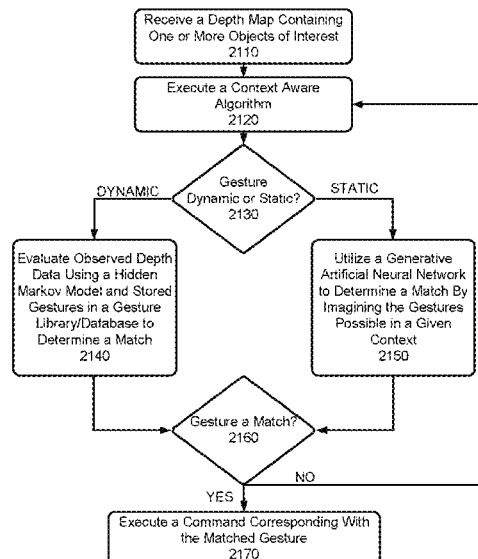 Receive a Depth Map Containing
One or More Objects of Interest
2110
Execute a Context Aware
Algorithm
2120
Gesture
Dynamic or Static?
2130
DYNAMIC
STATIC
Evaluate Observed Depth
Data Using a Hidden
Markov Model and Stored
Gestures in a Gesture
Library/Database to
Determine a Match
2140
Utilize a Generative
Artificial Neural Network
to Determine a Match By
Imagining the Gestures
Possible in a Given
Context
2150
Gesture a Match?
2160
NO
YES
Execute a Command Corresponding With
the Matched Gesture
2170